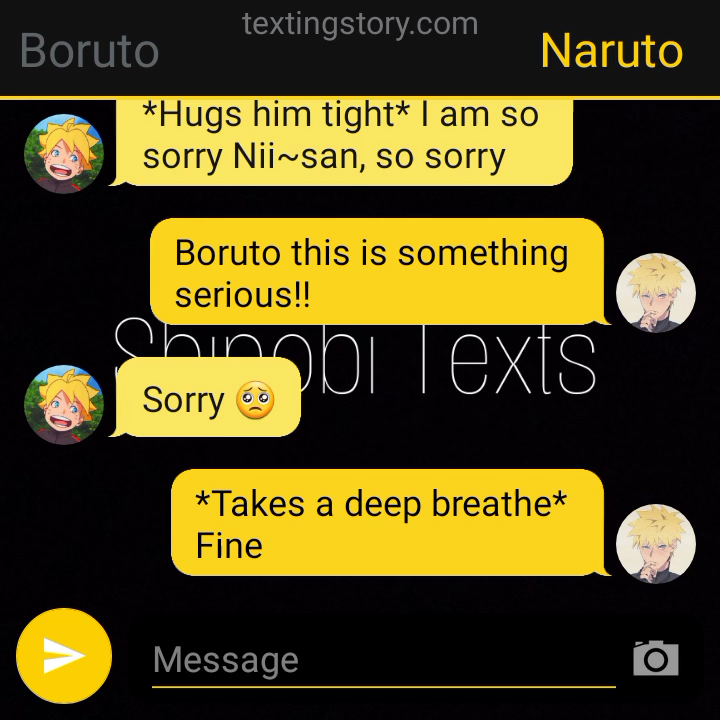 textingstory.com
Boruto
Naruto
*Hugs him tight* I am so
sorry Nii~san, so sorry
Boruto this is something
serious!!
Shinobi Texts
Sorry 🥺
*Takes a deep breathe*
Fine
Message